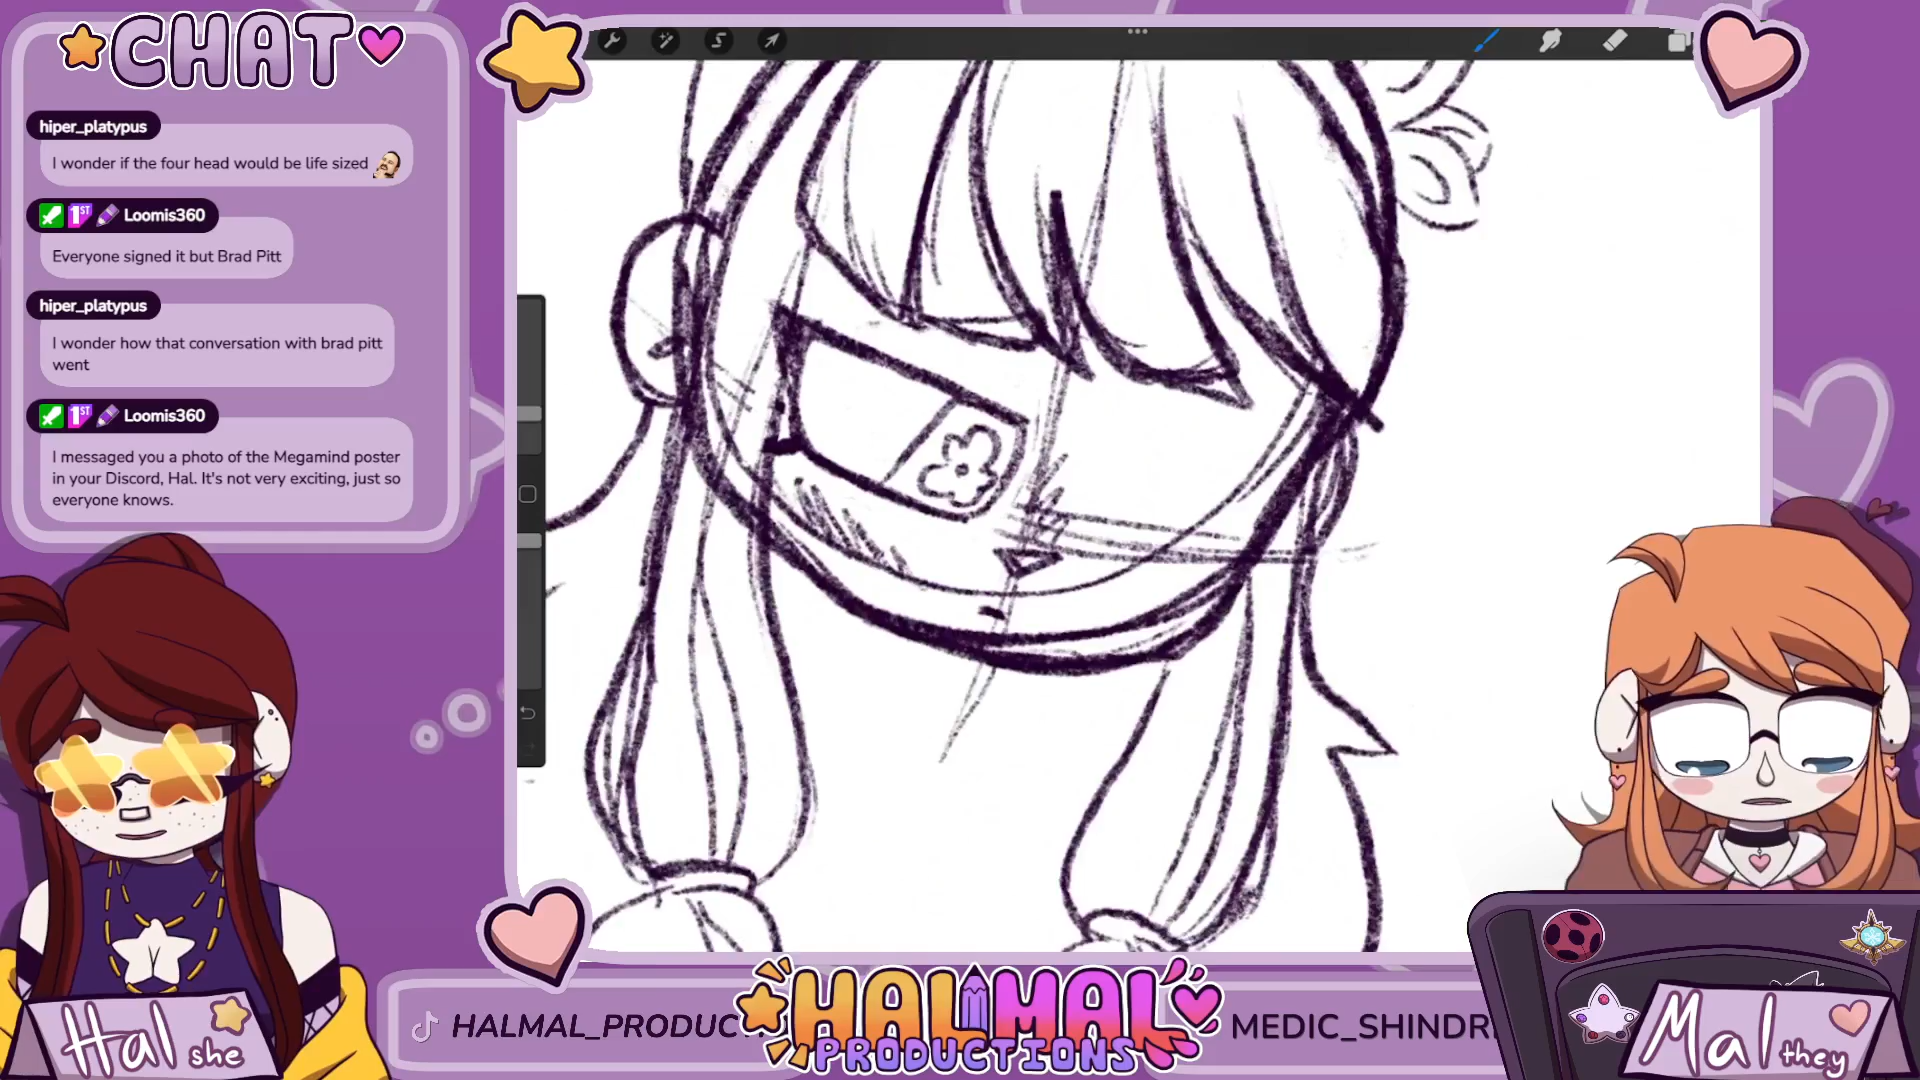 CHAT
hiper_platypus
I wonder if the four head would be life sized
1ST Loomis360
Everyone signed it but Brad Pitt
hiper_platypus
I wonder how that conversation with brad pitt
went
1ST Loomis360
I messaged you a photo of the Megamind poster
in your Discord, Hal. It's not very exciting, just so
everyone knows.
Hal she
HALMAL_PRODUC
HALMAL
PRODUCTIONS
MEDIC_SHINDR
Mal they